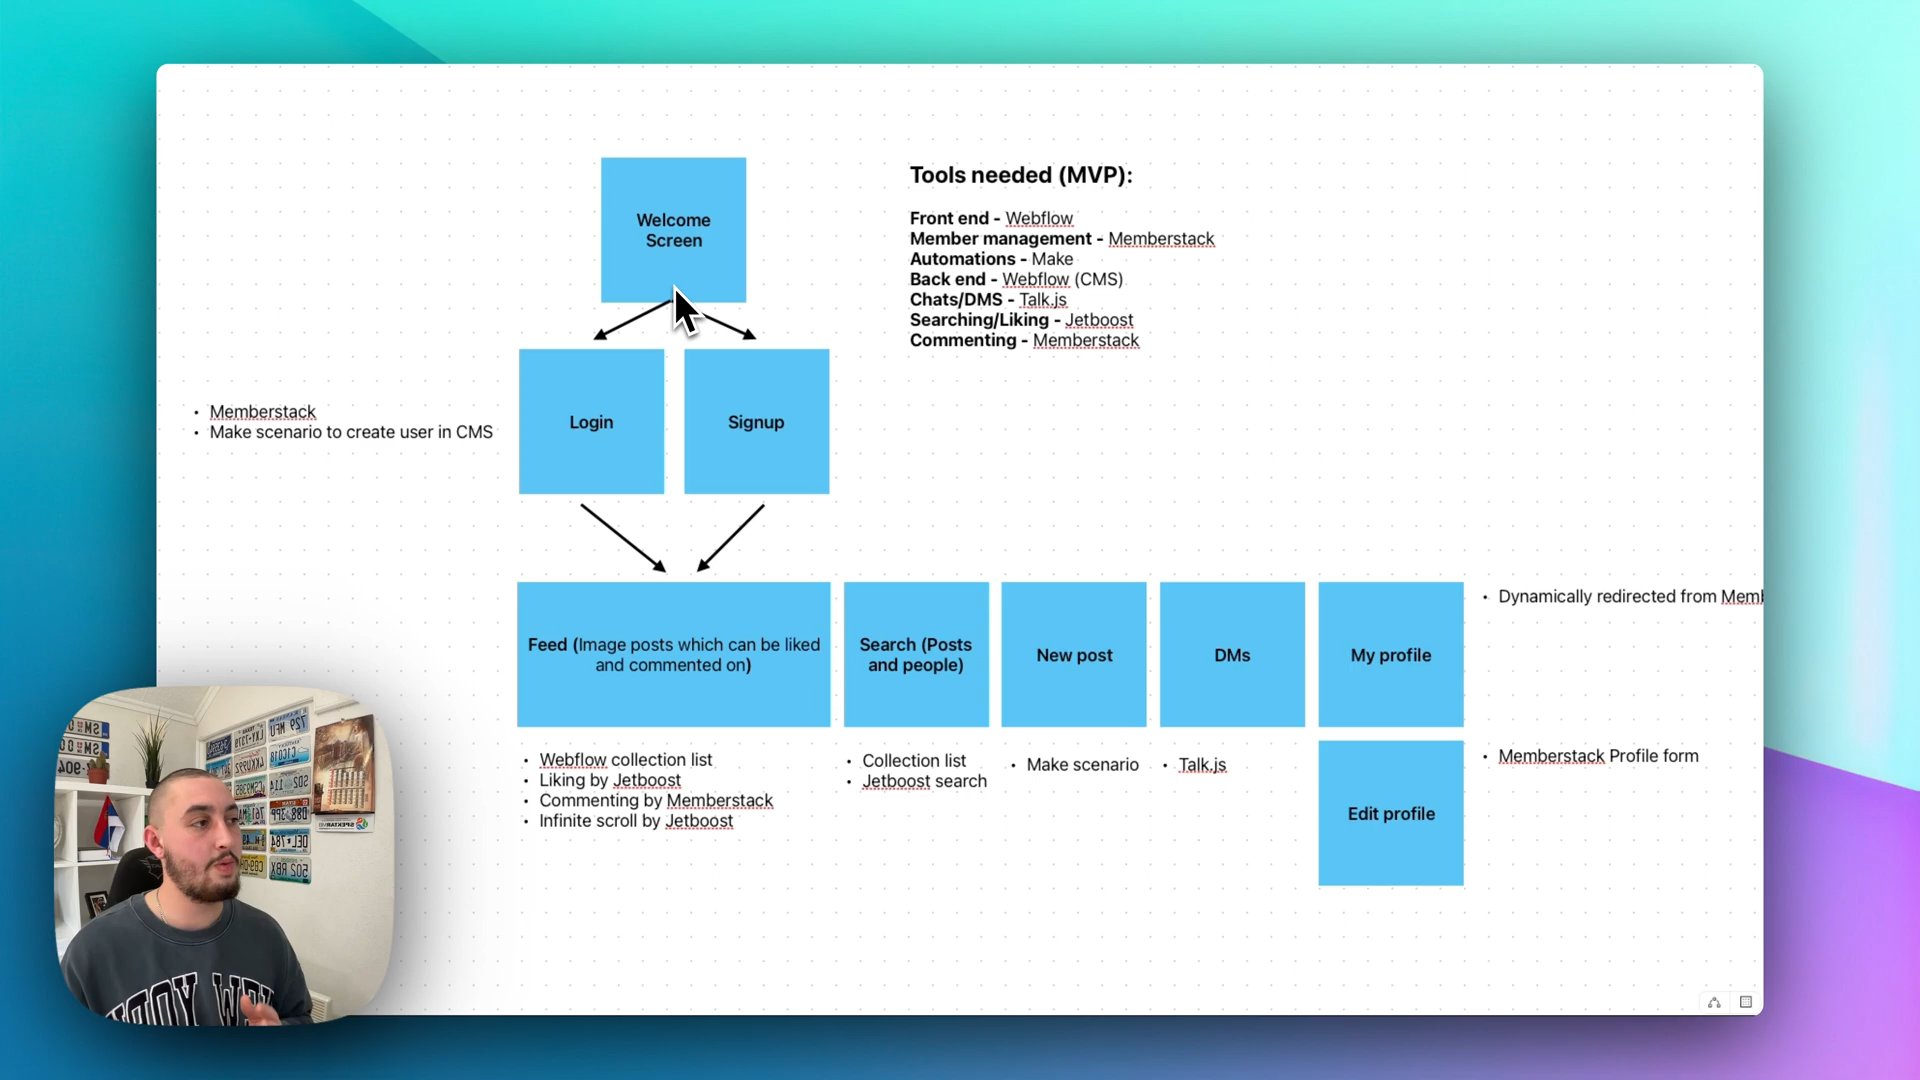 Welcome
Screen
Tools needed (MVP):
Front end - Webflow
Member management - Memberstack
Automations - Make
Back end - Webflow (CMS)
Chats/DMS - Talk.js
Searching/Liking - Jetboost
Commenting - Memberstack
• Memberstack
• Make scenario to create user in CMS
Login
Signup
Feed (Image posts which can be liked
and commented on)
Search (Posts
and people)
New post
DMs
My profile
• Dynamically redirected from
• Webflow collection list
• Liking by Jetboost
• Commenting by Memberstack
• Infinite scroll by Jetboost
• Collection list
• Jetboost search
• Make scenario
• Talk.js
Edit profile
• Memberstack Profile form